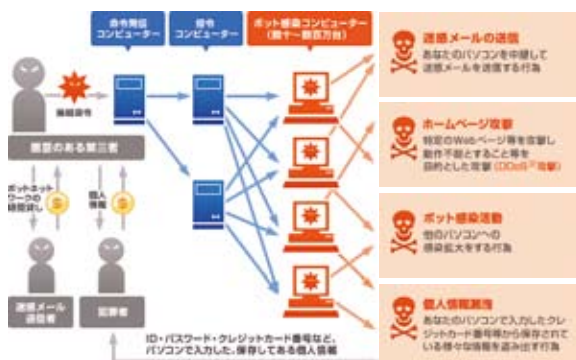 命令発信
コンピューター
指令
コンピューター
ボット感染コンピューター
(数十～数百万台)
遠隔命令
悪意のある第三者
ボットネット
ワークの
時間貸し
個人
情報
迷惑メール
送信者
犯罪者
迷惑メールの送信
あなたのパソコンを中継して
迷惑メールを送信する行為
ホームページ攻撃
特定のWebページ等を攻撃し
動作不能とすること等を
目的とした攻撃(DDoS攻撃)
ボット感染活動
他のパソコンへの
感染拡大をする行為
個人情報漏洩
あなたのパソコンで入力したクレ
ジットカード番号等から保存されて
いる様々な情報を盗み出す行為
ID・パスワード・クレジットカード番号など、
パソコンで入力した、保存してある個人情報